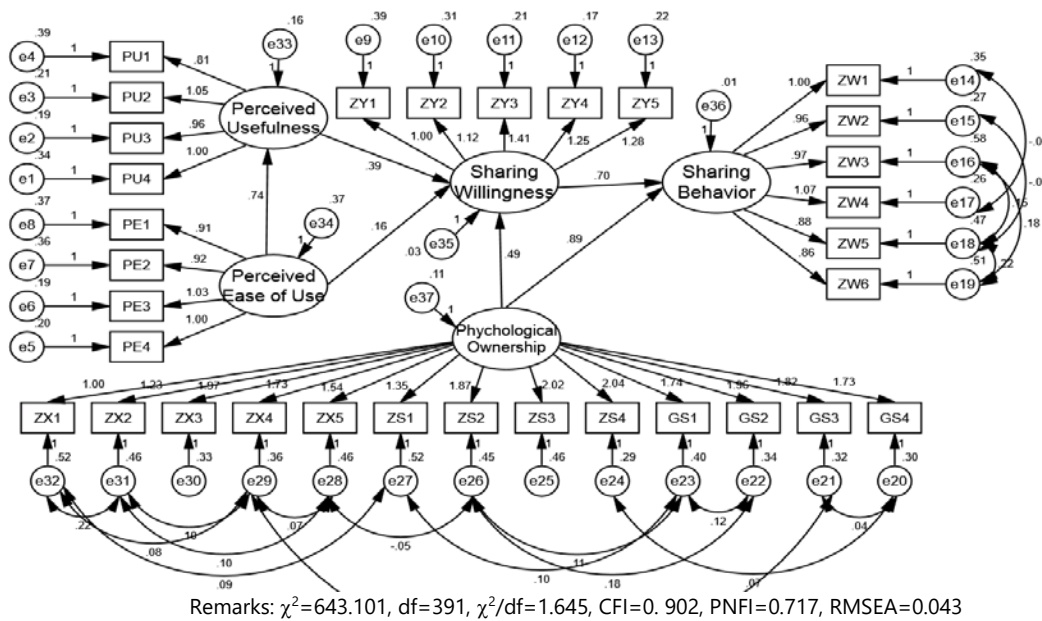 .39
e4 1 PU1
.21
e3 1 PU2
.19
e2 1 PU3
.34
e1 1 PU4
.37
e8 1 PE1
.36
e7 1 PE2
.19
e6 1 PE3
.20
e5 1 PE4
.81
1.05
.96
1.00
.91
.92
1.03
1.00
.16
e33
1
Perceived
Usefulness
.74
.37
e34
1
Perceived
Ease of Use
.39 .31 .21 .17 .22
e9 e10 e11 e12 e13
1 1 1 1 1
ZY1 ZY2 ZY3 ZY4 ZY5
1.00 1.12 1.41 1.25 1.28
.39
.16
Sharing
Willingness
1
e35
.03
.70
.49
.89
.01
e36
1
Sharing
Behavior
1.00
.96
.97
1.07
.88
.86
ZW1 1 e14 .35
ZW2 1 e15 .27
ZW3 1 e16 .58
ZW4 1 e17 .26
ZW5 1 e18 .47
ZW6 1 e19 .51
-.0
-.0
.18
.22
.11
e37
1
Phychological
Ownership
1.00 1.23 1.97 1.73 1.54 1.35 1.87 2.02 2.04 1.74 1.96 1.82 1.73
ZX1 ZX2 ZX3 ZX4 ZX5 ZS1 ZS2 ZS3 ZS4 GS1 GS2 GS3 GS4
1 1 1 1 1 1 1 1 1 1 1 1 1
.52 .46 .33 .36 .46 .52 .45 .46 .29 .40 .34 .32 .30
e32 e31 e30 e29 e28 e27 e26 e25 e24 e23 e22 e21 e20
.22 .07 .12 .04
.08 .10 -.05 .11
.10 .18 .07
.09 .10
Remarks: χ²=643.101, df=391, χ²/df=1.645, CFI=0. 902, PNFI=0.717, RMSEA=0.043